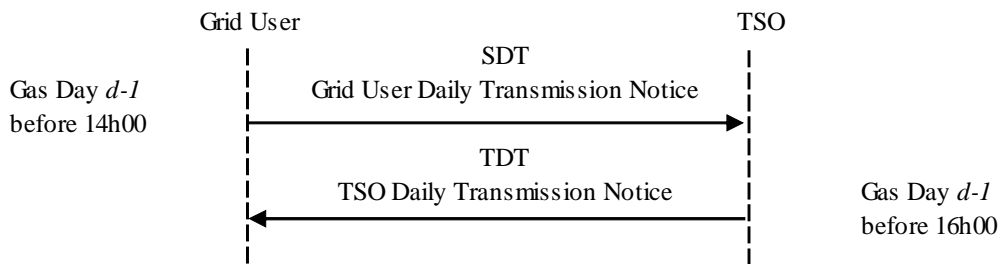 Grid User
TSO
SDT
Gas Day d-1
Grid User Daily Transmission Notice
before 14h00
TDT
TSO Daily Transmission Notice
Gas Day d-1
before 16h00